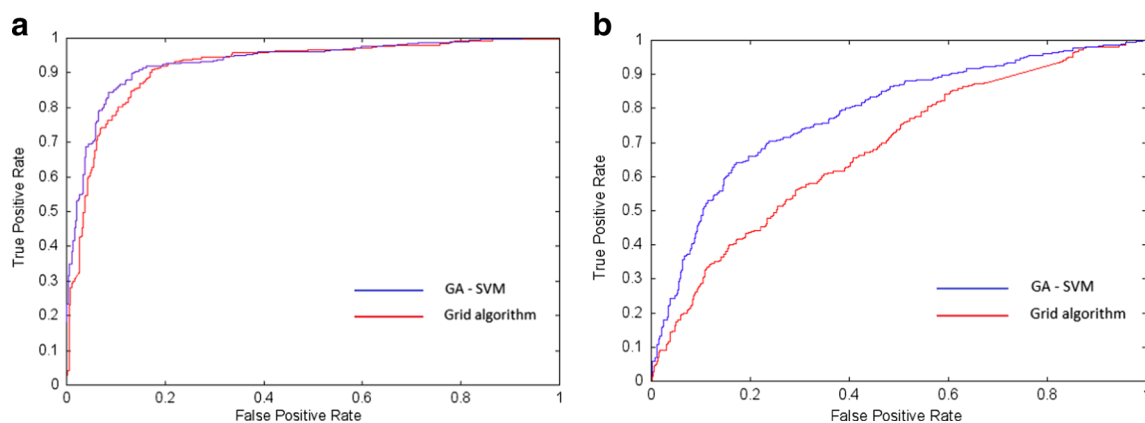 a
1
0.9
0.8
0.7
0.6
0.5
0.4
0.3
0.2
0.1
0
True Positive Rate
GA - SVM
Grid algorithm
0 0.2 0.4 0.6 0.8 1
False Positive Rate
b
1
0.9
0.8
0.7
0.6
0.5
0.4
0.3
0.2
0.1
0
True Positive Rate
GA - SVM
Grid algorithm
0 0.2 0.4 0.6 0.8 1
False Positive Rate